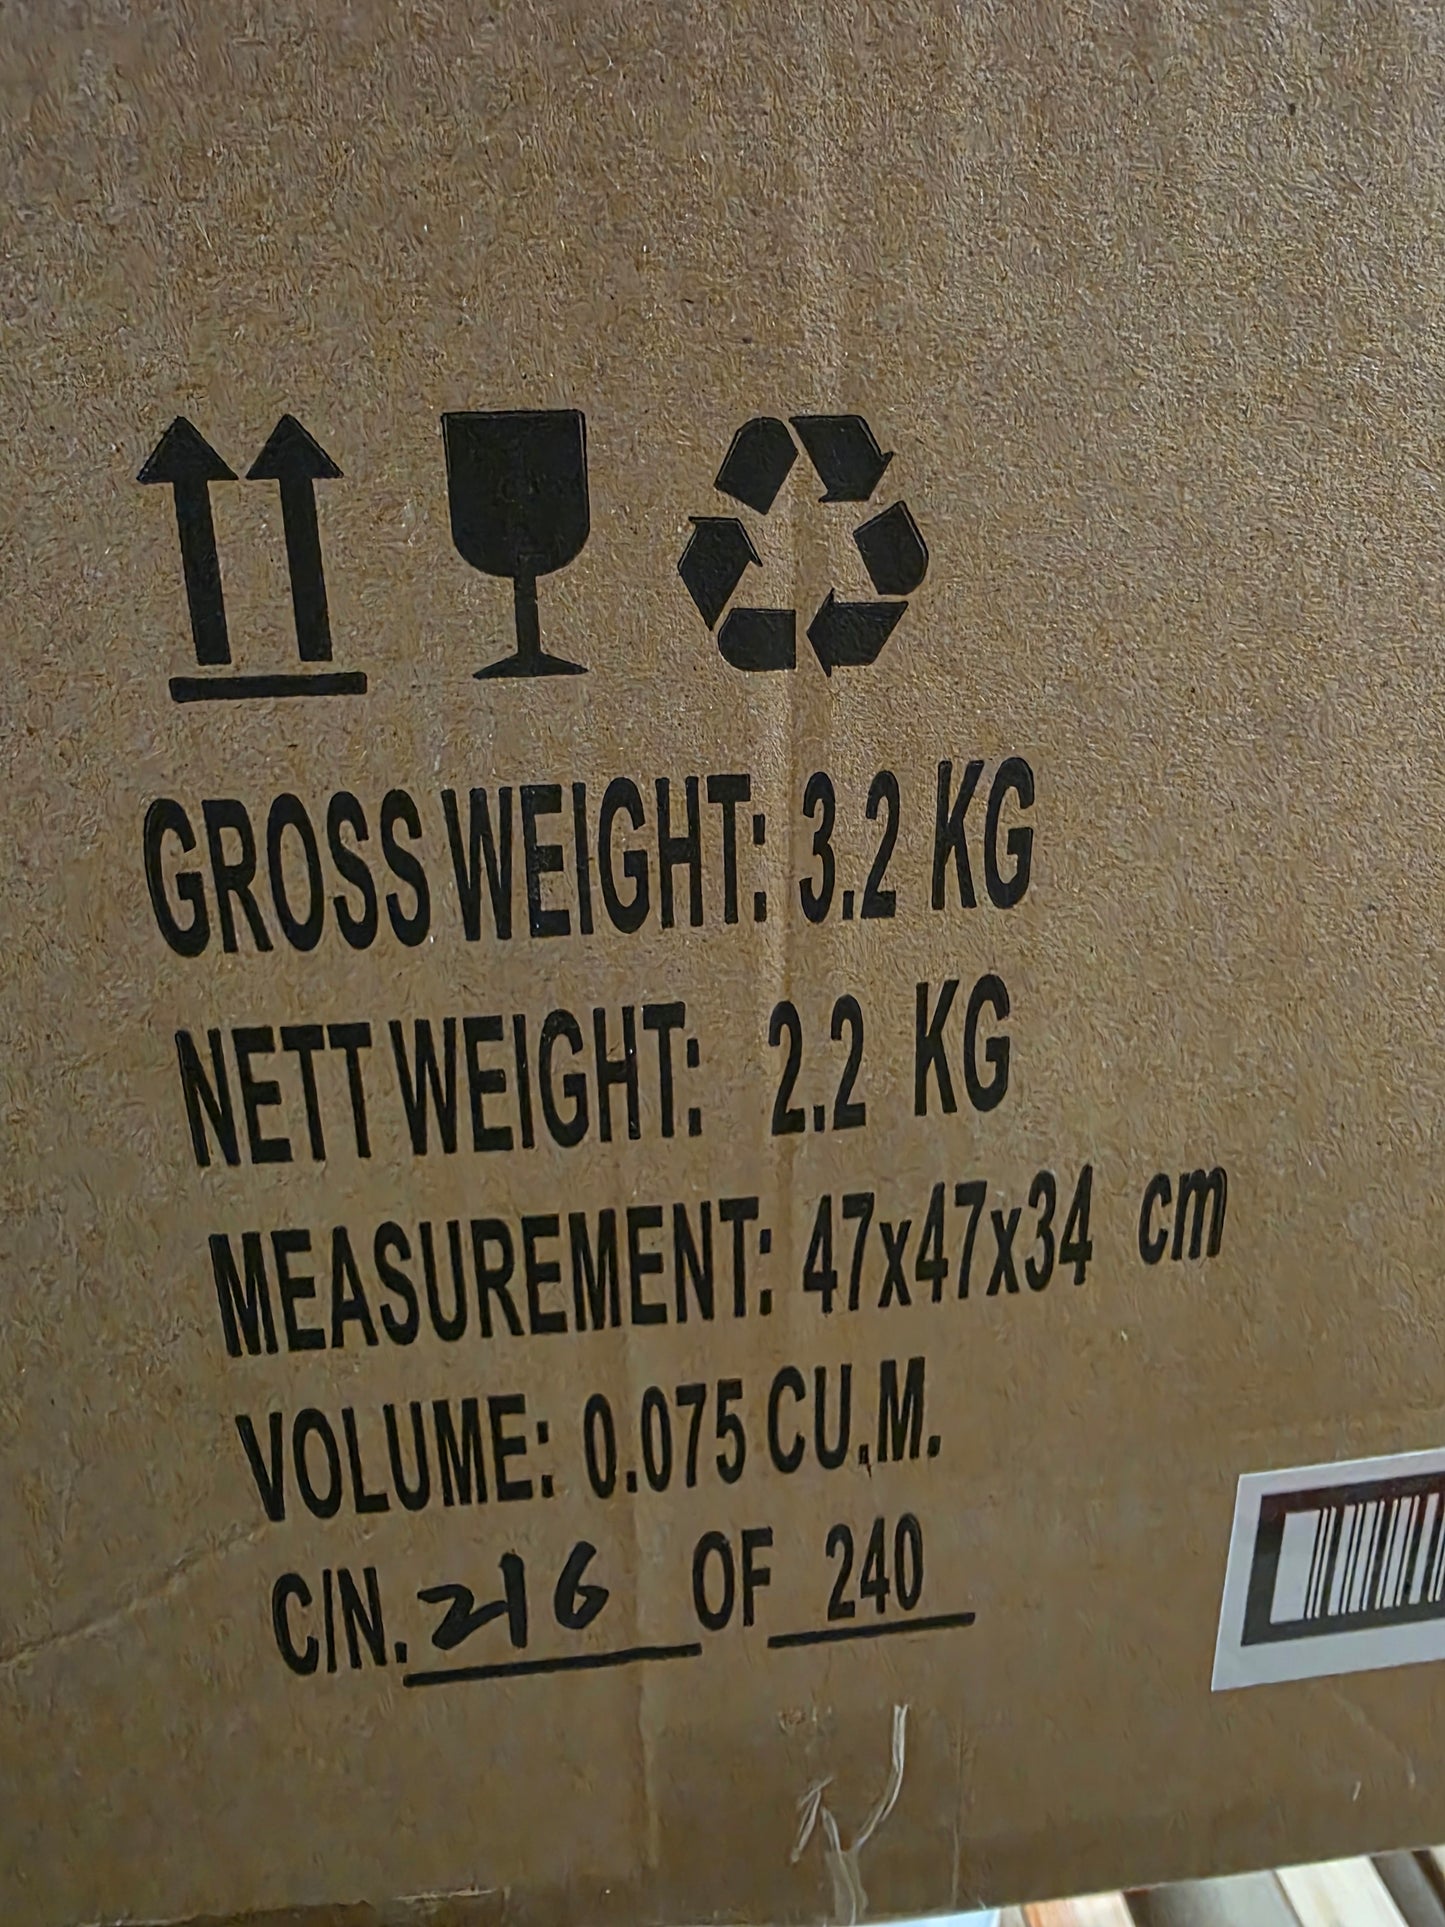 GROSS WEIGHT: 3.2 KG
NETT WEIGHT: 2.2 KG
MEASUREMENT: 47x47x34 cm
VOLUME: 0.075 CU.M.
C/N. 216 OF 240